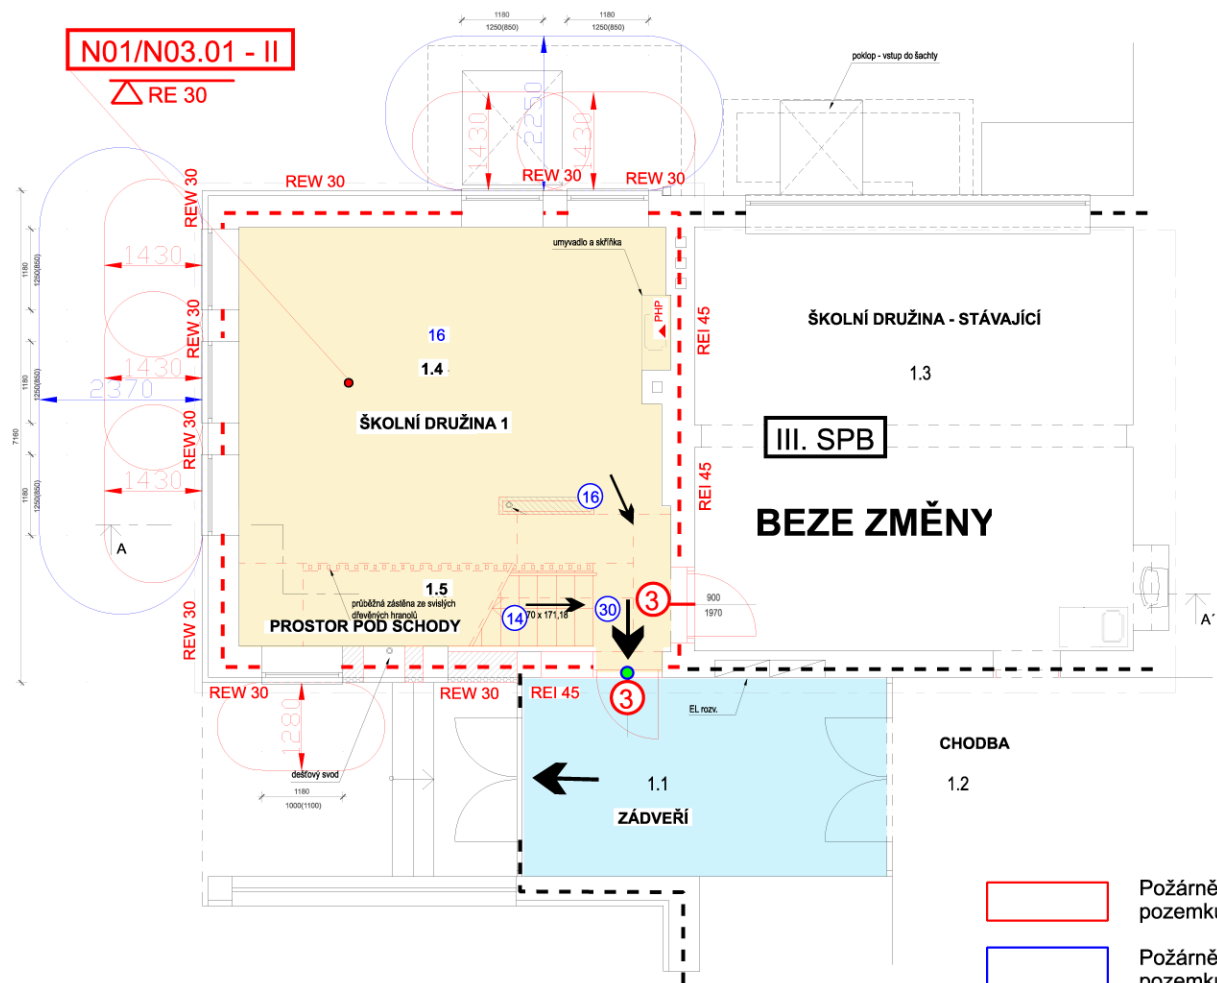 1180
1250(850)
1180
1250(850)
N01/N03.01 - II
RE 30
poklop - vstup do šachty
2250
1430
1430
REW 30
REW 30
REW 30
REW 30
umyvadlo a skříňka
1430
1180
1250(850)
REW 30
PHP
REI 45
ŠKOLNÍ DRUŽINA - STÁVAJÍCÍ
16
1.4
1.3
1430
2370
1180
1250(850)
7160
ŠKOLNÍ DRUŽINA 1
III. SPB
REW 30
1430
1180
1250(850)
REI 45
16
BEZE ZMĚNY
A
1.5
průběžná zástěna ze svislých
dřevěných hranolů
PROSTOR POD SCHODY
14
70 x 171,18
30
3
900
1970
A'
REW 30
REW 30
REW 30
REI 45
3
EL rozv.
1280
dešťový svod
1180
1000(1100)
CHODBA
1.2
1.1
ZÁDVEŘÍ
Požárně
pozemku
Požárně
pozemku